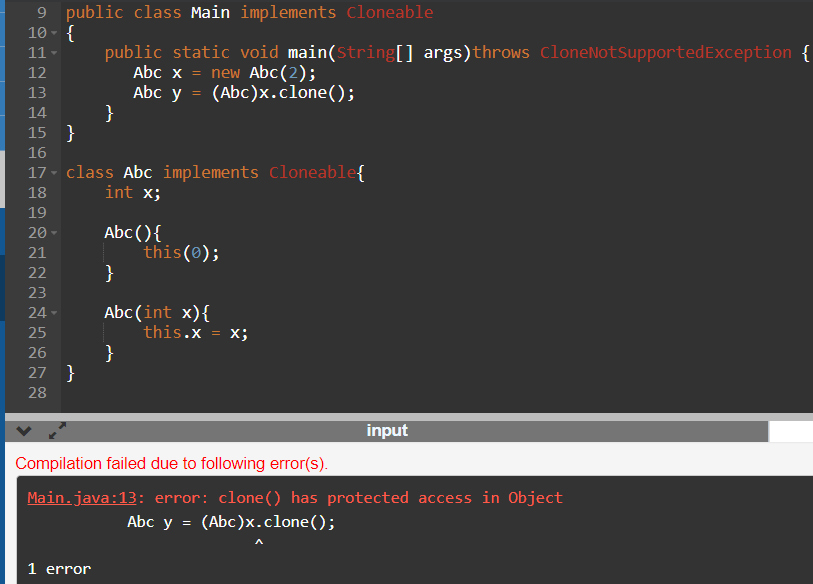 9 public class Main implements Cloneable
10 {
11 public static void main(String[] args)throws CloneNotSupportedException {
12 Abc x = new Abc(2);
13 Abc y = (Abc)x.clone();
14 }
15 }
16
17 class Abc implements Cloneable{
18 int x;
19
20 Abc(){
21 this(0);
22 }
23
24 Abc(int x){
25 this.x = x;
26 }
27 }
28
input
Compilation failed due to following error(s).
Main.java:13: error: clone() has protected access in Object
Abc y = (Abc)x.clone();
^
1 error